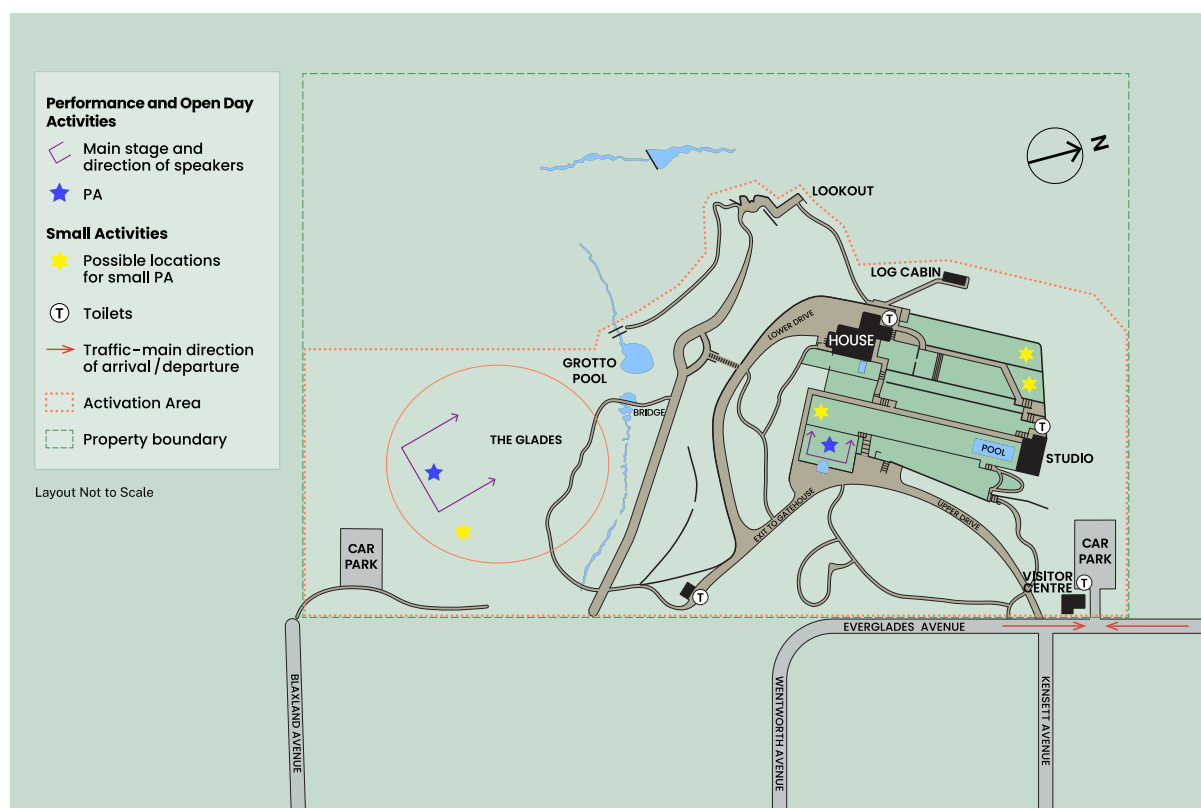 Performance and Open Day
Activities
Main stage and
direction of speakers
PA
Small Activities
Possible locations
for small PA
T
Toilets
Traffic–main direction
of arrival/departure
Activation Area
Property boundary
Layout Not to Scale
N
LOOKOUT
LOG CABIN
T
LOWER DRIVE
HOUSE
GROTTO
POOL
BRIDGE
THE GLADES
T
POOL
STUDIO
EXIT TO GATEHOUSE
UPPER DRIVE
CAR
PARK
CAR
PARK
VISITOR
CENTRE
T
T
EVERGLADES AVENUE
BLAXLAND AVENUE
WENTWORTH AVENUE
KENSETT AVENUE